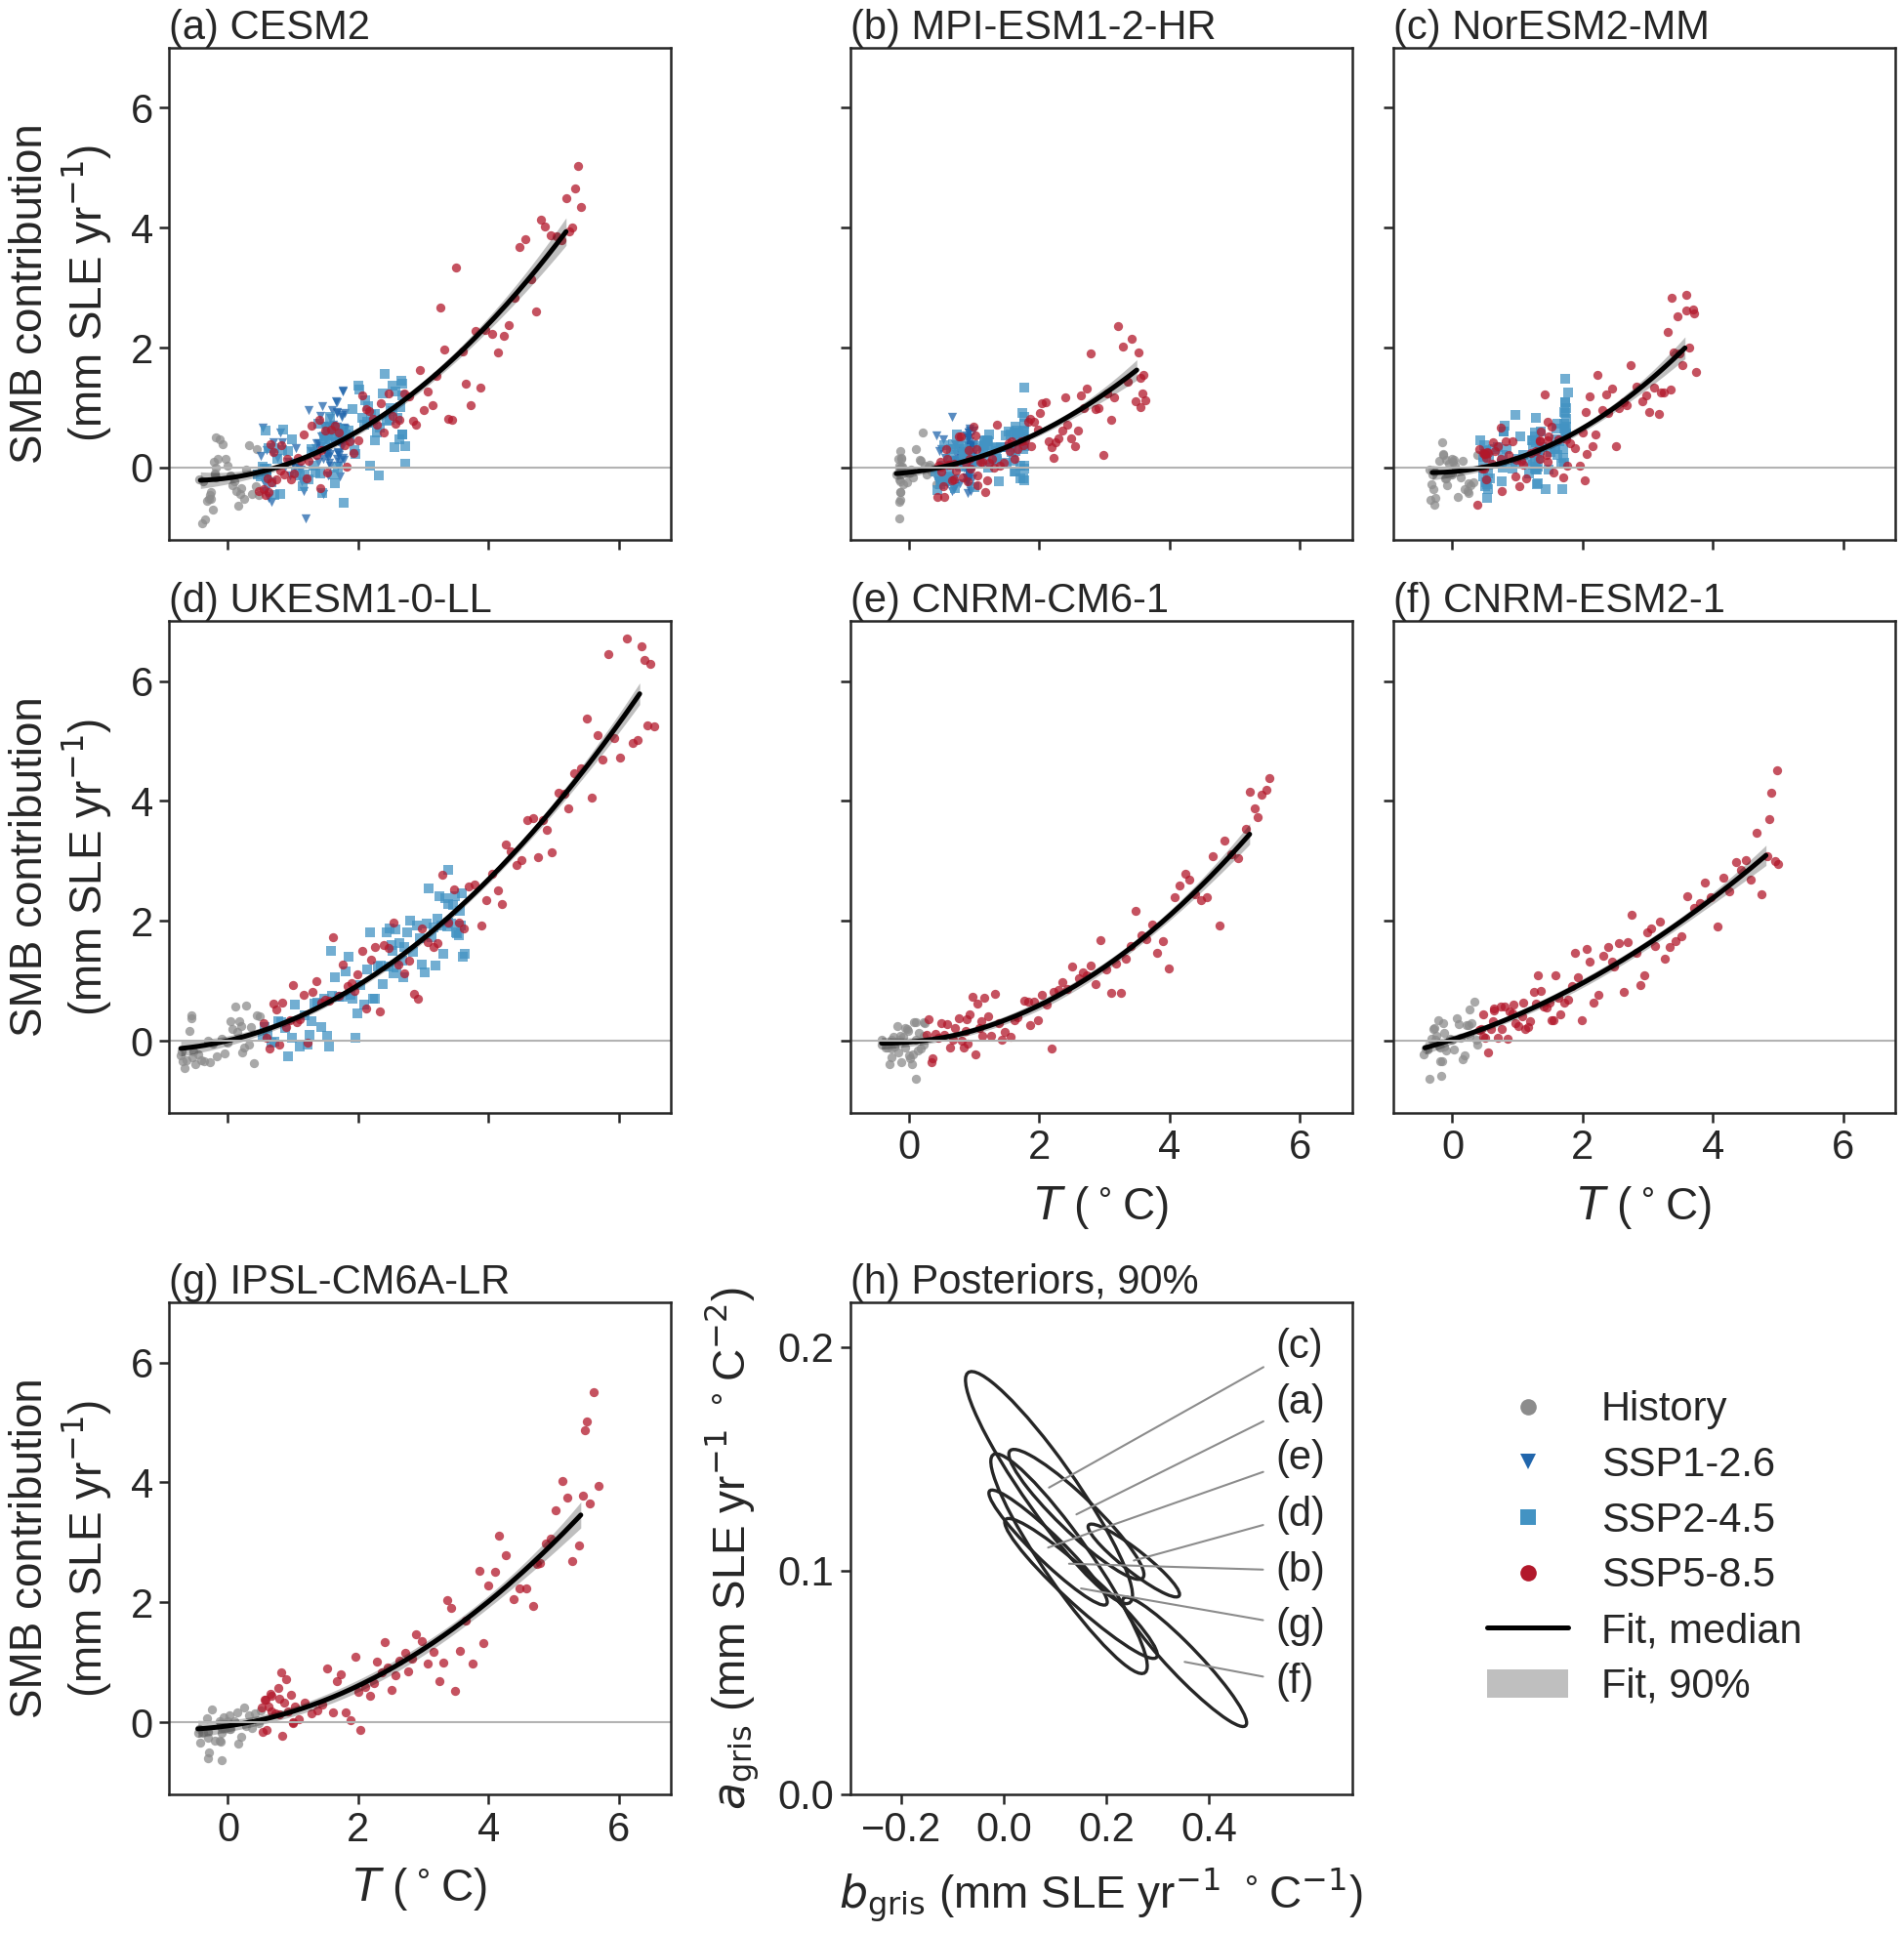 (a) CESM2
(b) MPI-ESM1-2-HR
(c) NorESM2-MM
SMB contribution
(mm SLE yr⁻¹)
6
4
2
0
(d) UKESM1-0-LL
(e) CNRM-CM6-1
(f) CNRM-ESM2-1
SMB contribution
(mm SLE yr⁻¹)
6
4
2
0
0 2 4 6
T (°C)
0 2 4 6
T (°C)
(g) IPSL-CM6A-LR
SMB contribution
(mm SLE yr⁻¹)
6
4
2
0
0 2 4 6
T (°C)
(h) Posteriors, 90%
a_gris (mm SLE yr⁻¹ °C⁻²)
0.2
0.1
0.0
(c)
(a)
(e)
(d)
(b)
(g)
(f)
−0.2 0.0 0.2 0.4
b_gris (mm SLE yr⁻¹ °C⁻¹)
History
SSP1-2.6
SSP2-4.5
SSP5-8.5
Fit, median
Fit, 90%